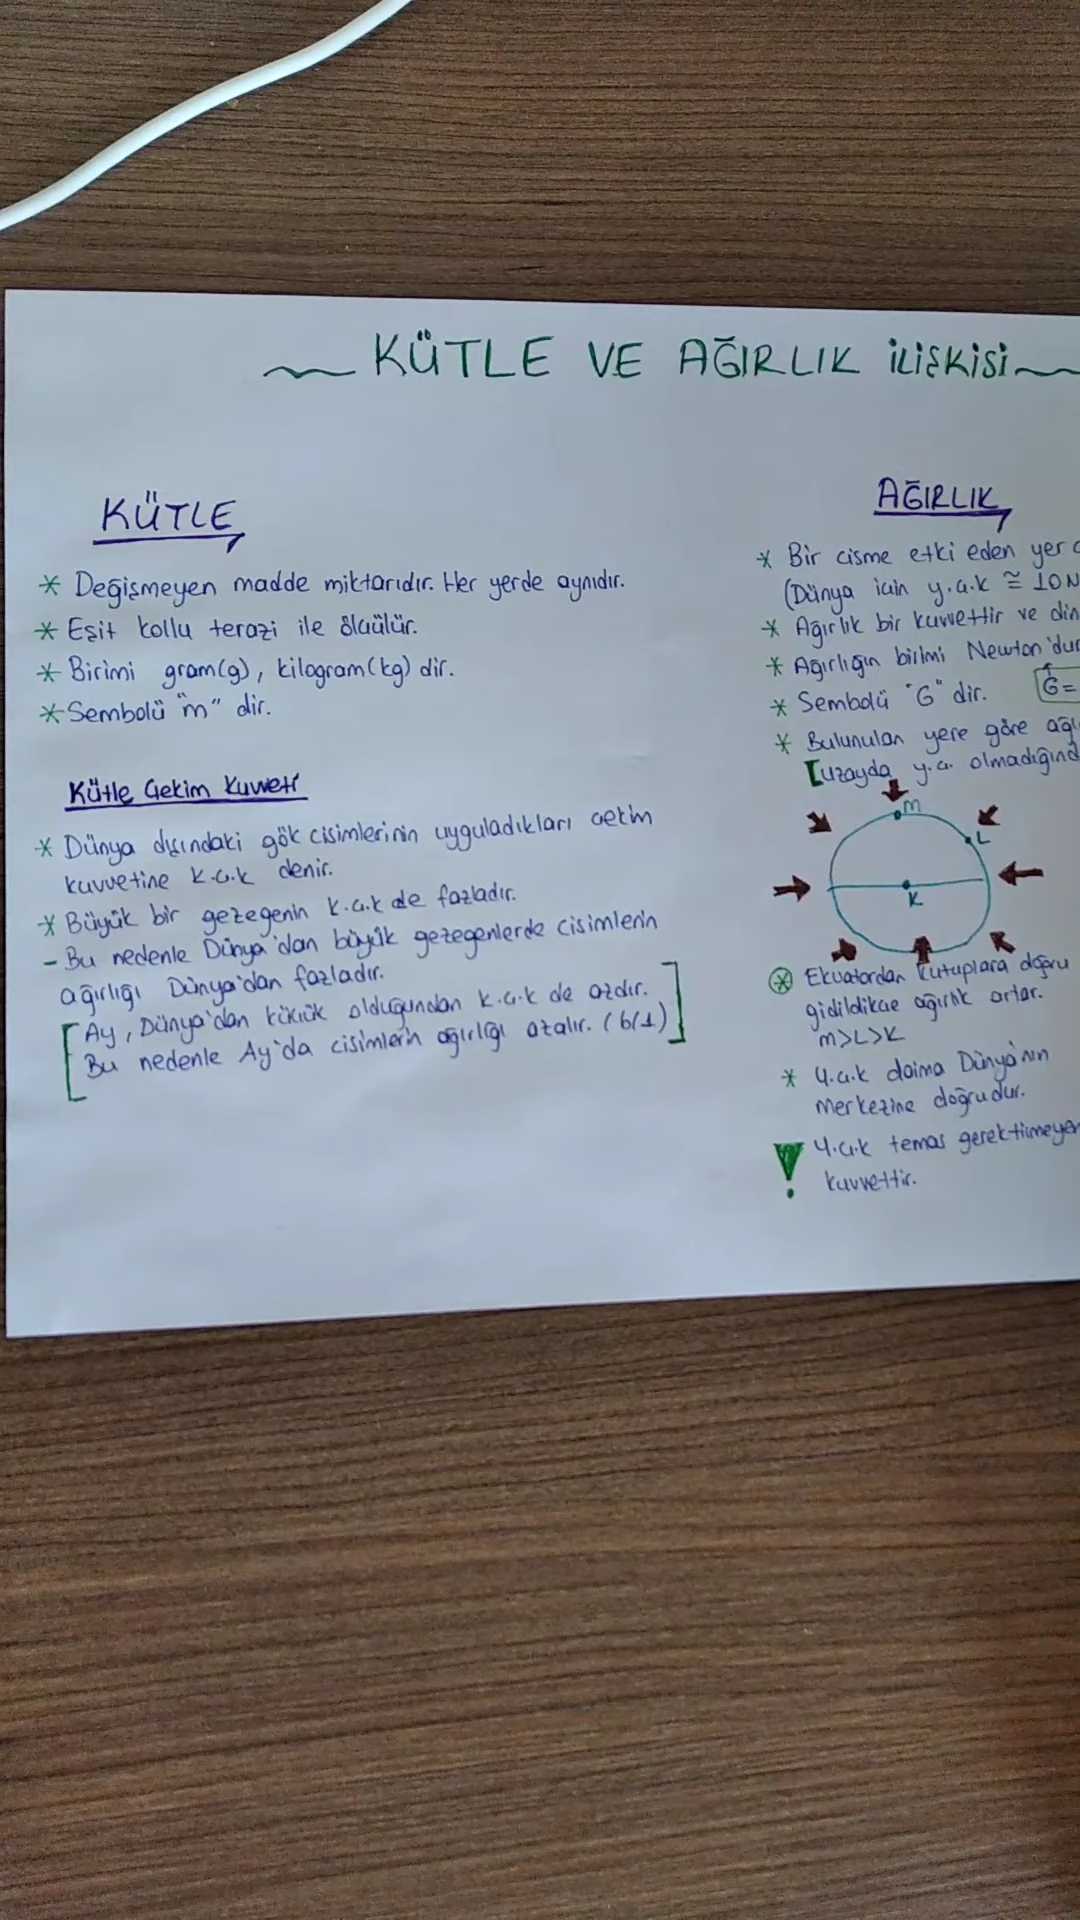 KÜTLE VE AĞIRLIK İLİŞKİSİ
KÜTLE
* Değişmeyen madde miktarıdır. Her yerde aynıdır.
* Eşit kollu terazi ile ölçülür.
* Birimi gram(g), kilogram(kg) dir.
* Sembolü "m" dir.
Kütle Çekim Kuvveti
* Dünya dışındaki gök cisimlerinin uyguladıkları çekim
kuvvetine k.ç.k denir.
* Büyük bir gezegenin k.ç.k de fazladır.
- Bu nedenle Dünya'dan büyük gezegenlerde cisimlerin
ağırlığı Dünya'dan fazladır.
[Ay, Dünya'dan küçük olduğundan k.ç.k de azdır.
Bu nedenle Ay'da cisimlerin ağırlığı azalır. (6/1)]
AĞIRLIK
* Bir cisme etki eden yer
(Dünya için y.ç.k ≅ 10N
* Ağırlık bir kuvvettir ve din
* Ağırlığın birimi Newton'dur
* Sembolü "G" dir. G=
* Bulunulan yere göre ağı
[Uzayda y.ç. olmadığınd
m
L
K
* Ekvatordan kutuplara doğru
gidildikçe ağırlık artar.
m>L>K
* Y.ç.k daima Dünya'nın
merkezine doğrudur.
! Y.ç.k temas gerektirmeyen
kuvvettir.